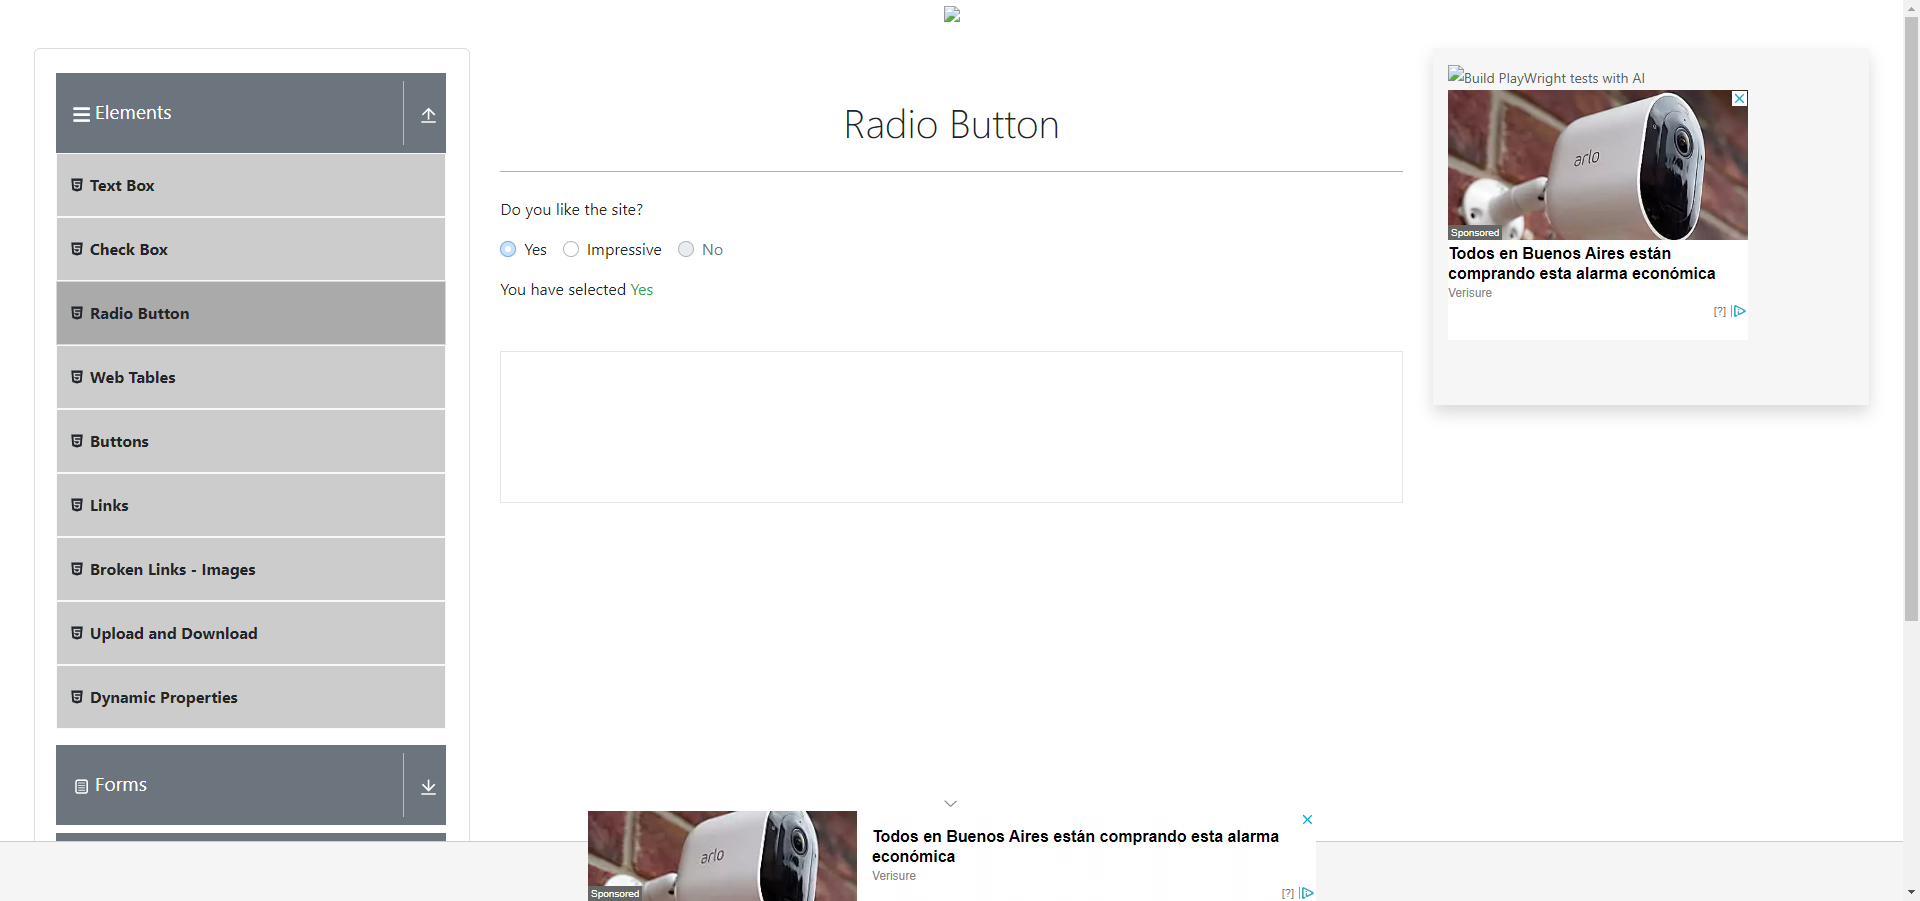 Elements
Text Box
Check Box
Radio Button
Web Tables
Buttons
Links
Broken Links - Images
Upload and Download
Dynamic Properties
Forms
Radio Button
Do you like the site?
Yes
Impressive
No
You have selected Yes
Build PlayWright tests with AI
arlo
Sponsored
Todos en Buenos Aires están
comprando esta alarma económica
Verisure
[?]
arlo
Sponsored
Todos en Buenos Aires están comprando esta alarma
económica
Verisure
[?]